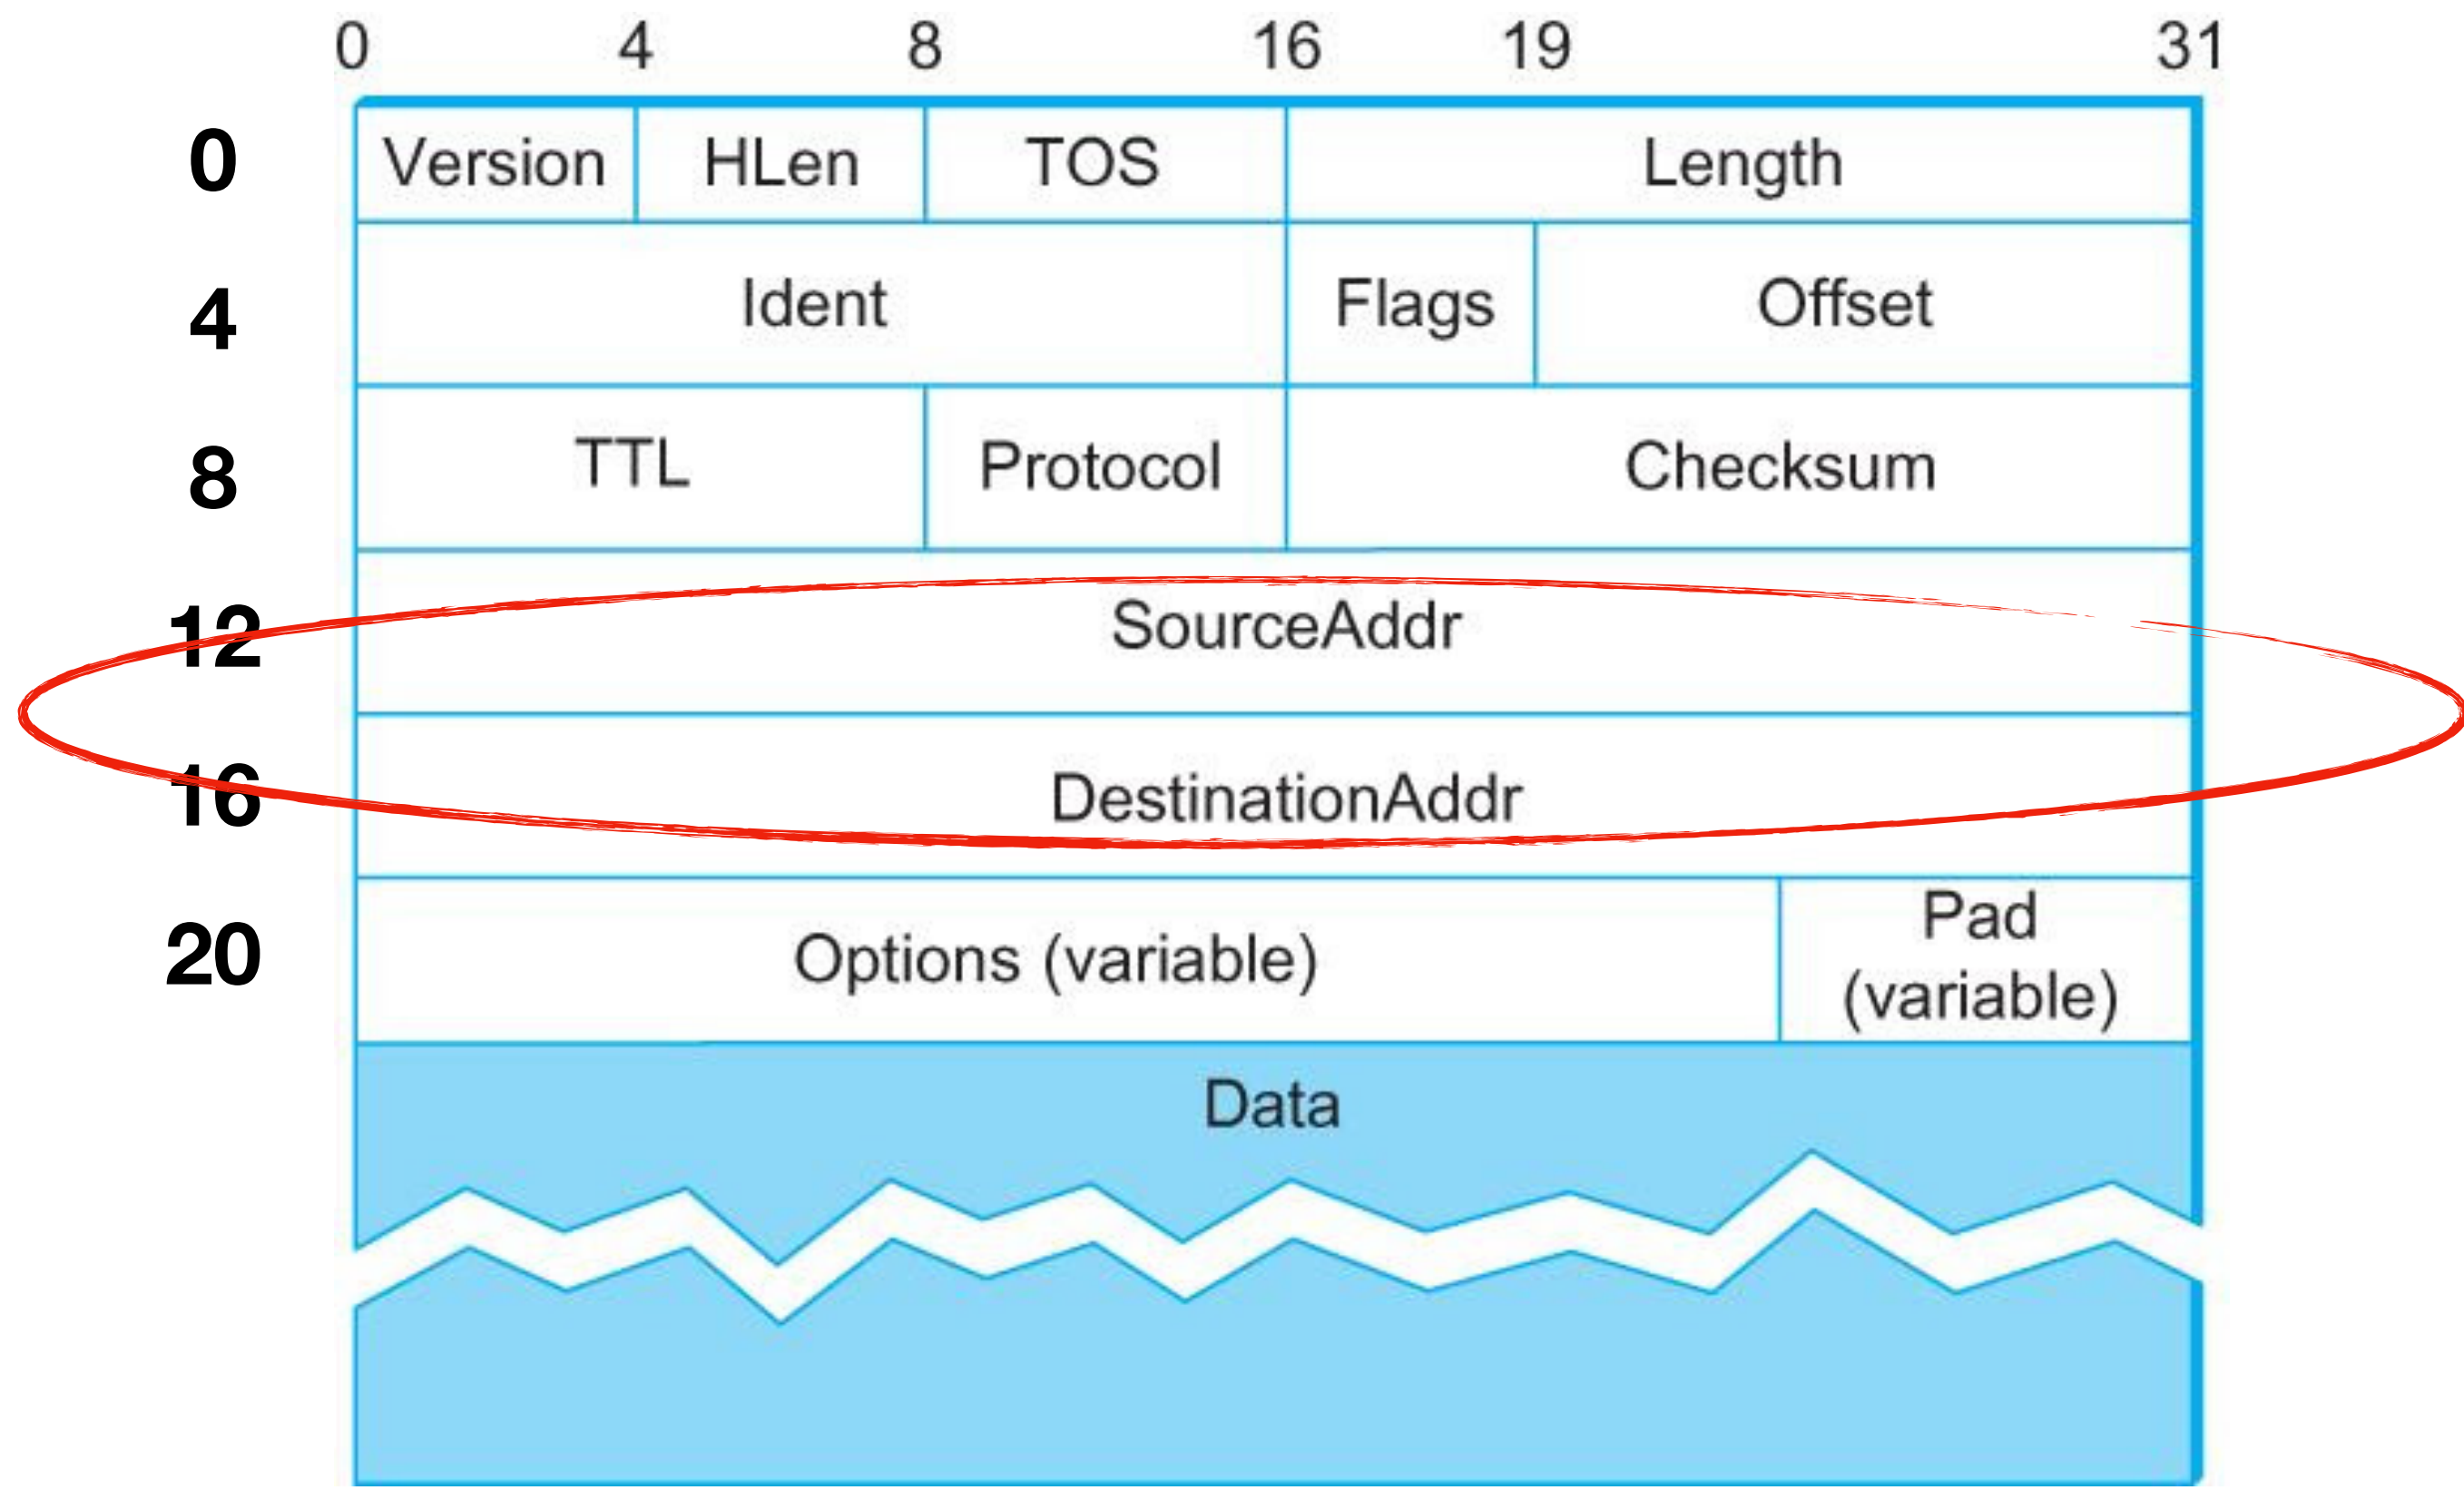 0 4 8 16 19 31
0 Version HLen TOS Length
4 Ident Flags Offset
8 TTL Protocol Checksum
12 SourceAddr
16 DestinationAddr
20 Options (variable) Pad
(variable)
Data